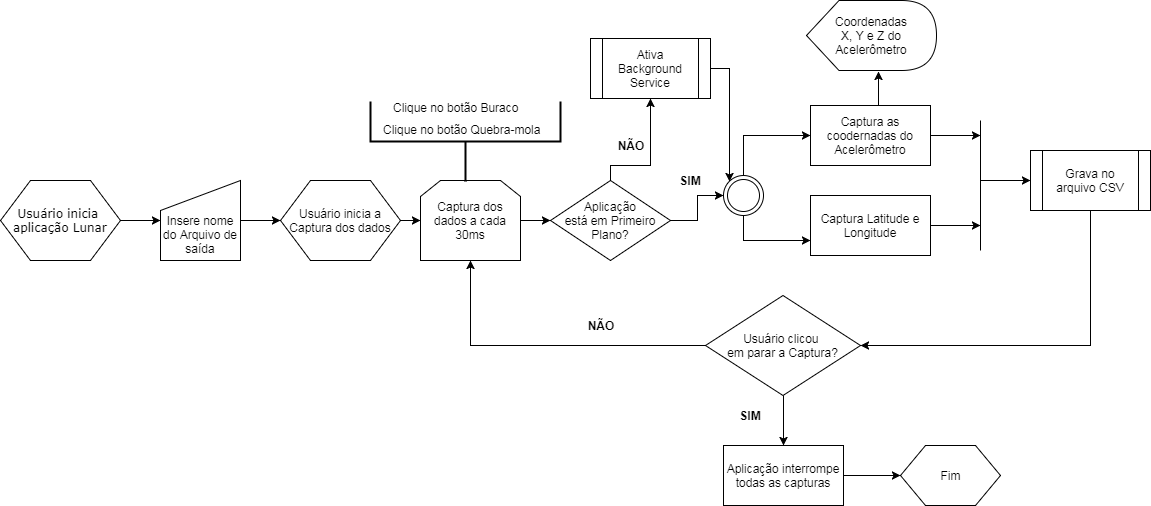 Usuário inicia
aplicação Lunar
Insere nome
do Arquivo de
saída
Usuário inicia a
Captura dos dados
Clique no botão Buraco
Clique no botão Quebra-mola
Captura dos
dados a cada
30ms
Aplicação
está em Primeiro
Plano?
NÃO
SIM
Ativa
Background
Service
Coordenadas
X, Y e Z do
Acelerômetro
Captura as
coodernadas do
Acelerômetro
Captura Latitude e
Longitude
Grava no
arquivo CSV
Usuário clicou
em parar a Captura?
NÃO
SIM
Aplicação interrompe
todas as capturas
Fim